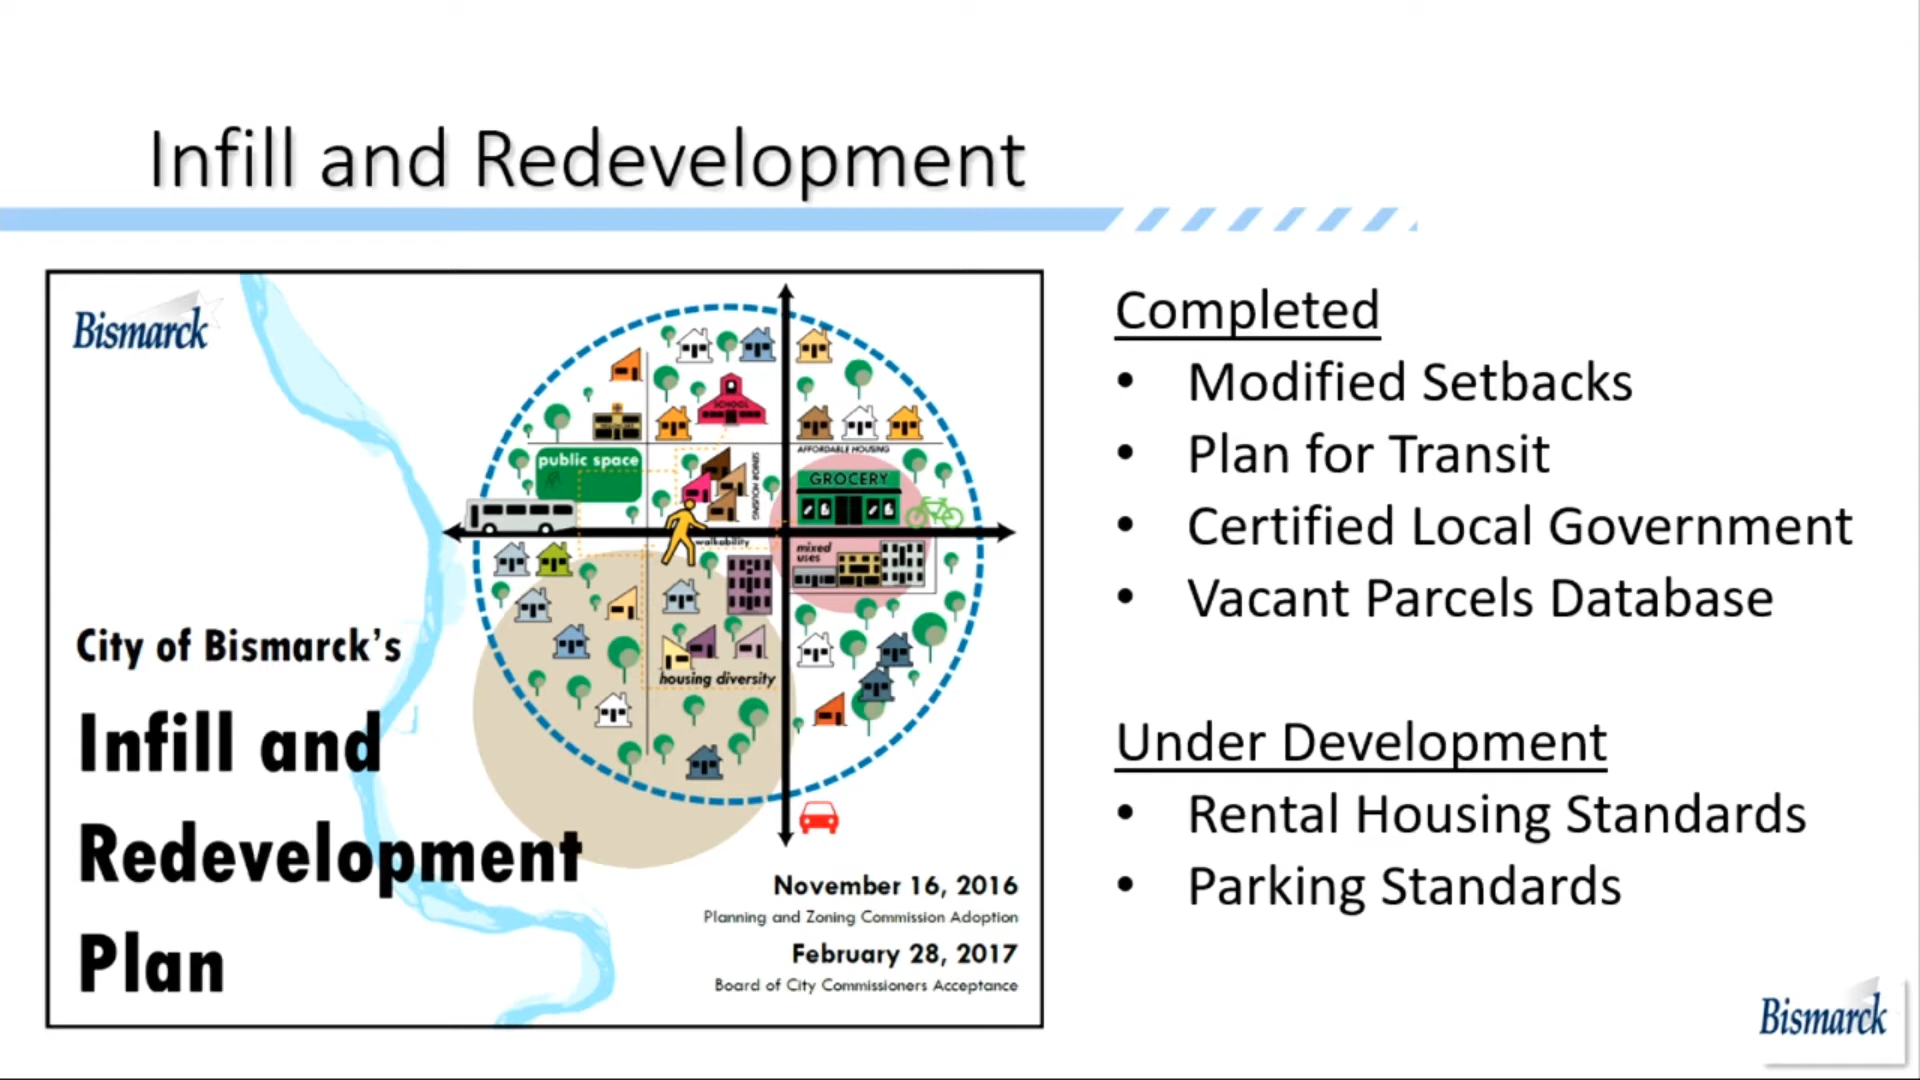 Infill and Redevelopment
Bismarck
SCHOOL
public space
SENIOR HOUSING
AFFORDABLE HOUSING
GROCERY
walkability
mixed
uses
housing diversity
City of Bismarck's
Infill and
Redevelopment
Plan
November 16, 2016
Planning and Zoning Commission Adoption
February 28, 2017
Board of City Commissioners Acceptance
Completed
• Modified Setbacks
• Plan for Transit
• Certified Local Government
• Vacant Parcels Database
Under Development
• Rental Housing Standards
• Parking Standards
Bismarck